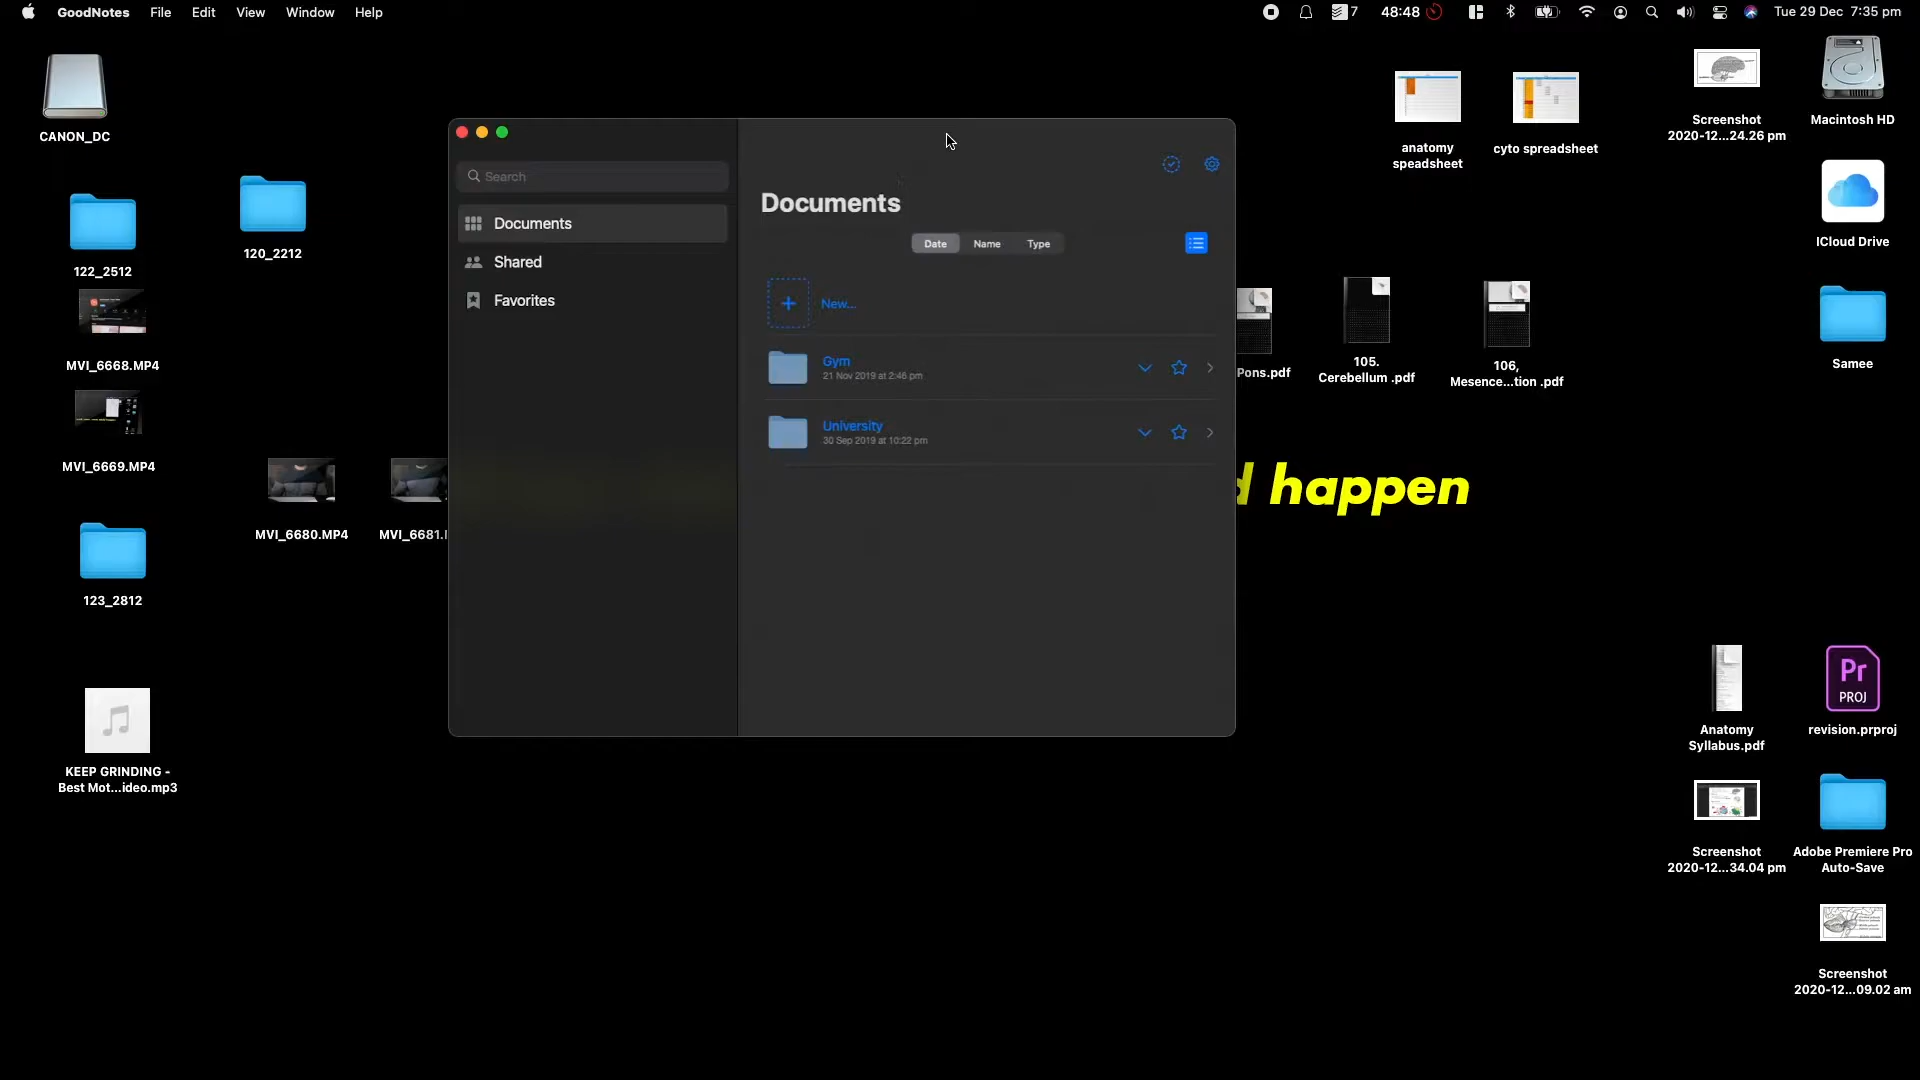 GoodNotes File Edit View Window Help
7 48:48 Tue 29 Dec 7:35 pm
CANON_DC
122_2512
120_2212
MVI_6668.MP4
MVI_6669.MP4
MVI_6680.MP4
MVI_6681.
123_2812
KEEP GRINDING -
Best Mot...ideo.mp3
Search
Documents
Shared
Favorites
Documents
Date Name Type
New...
Gym
21 Nov 2019 at 2:46 pm
University
30 Sep 2019 at 10:22 pm
happen
anatomy
speadsheet
cyto spreadsheet
Screenshot
2020-12...24.26 pm
Macintosh HD
iCloud Drive
Pons.pdf
105.
Cerebellum .pdf
106,
Mesence...tion .pdf
Samee
Anatomy
Syllabus.pdf
Pr
PROJ
revision.prproj
Screenshot
2020-12...34.04 pm
Adobe Premiere Pro
Auto-Save
Screenshot
2020-12...09.02 am